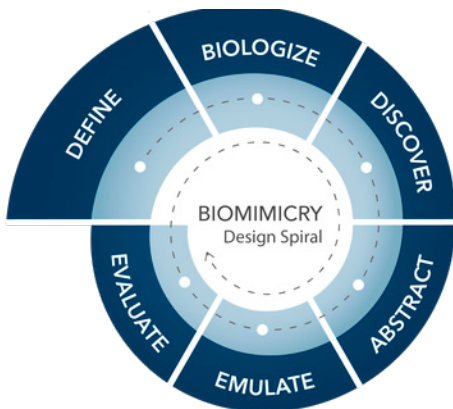 DEFINE
BIOLOGIZE
DISCOVER
ABSTRACT
EMULATE
EVALUATE
BIOMIMICRY
Design Spiral